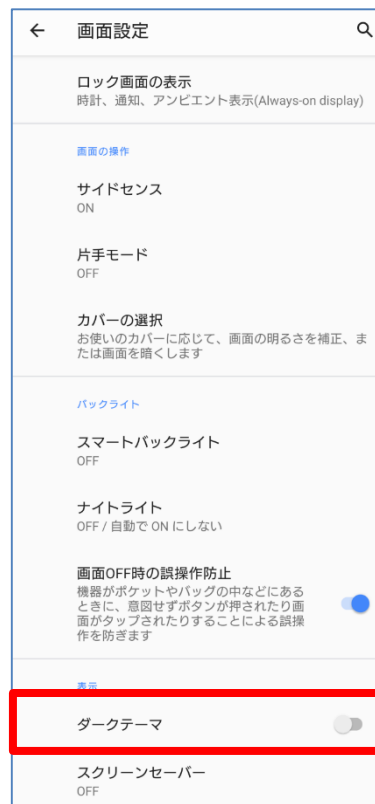 画面設定
ロック画面の表示
時計、通知、アンビエント表示(Always-on display)
画面の操作
サイドセンス
ON
片手モード
OFF
カバーの選択
お使いのカバーに応じて、画面の明るさを補正、ま
たは画面を暗くします
バックライト
スマートバックライト
OFF
ナイトライト
OFF / 自動で ON にしない
画面OFF時の誤操作防止
機器がポケットやバッグの中などにある
ときに、意図せずボタンが押されたり画
面がタップされたりすることによる誤操
作を防ぎます
表示
ダークテーマ
スクリーンセーバー
OFF